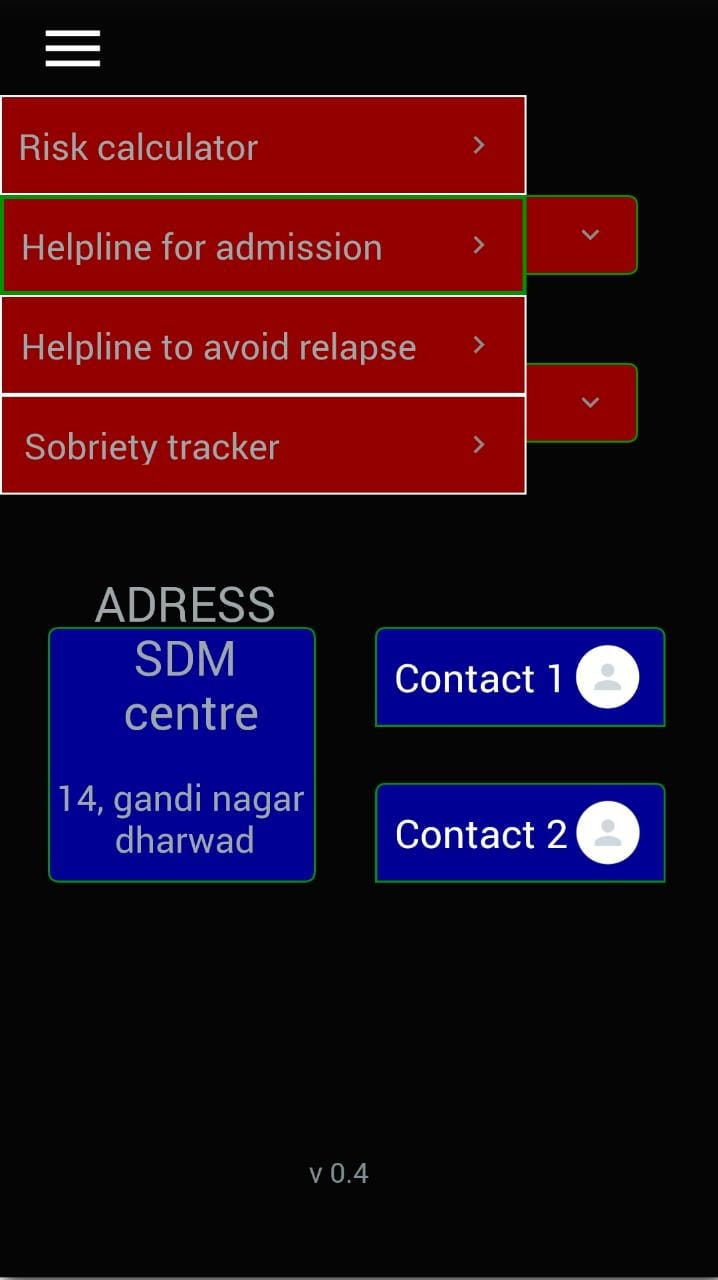 Risk calculator
Helpline for admission
Helpline to avoid relapse
Sobriety tracker
ADRESS
SDM
centre
14, gandi nagar
dharwad
Contact 1
Contact 2
v 0.4